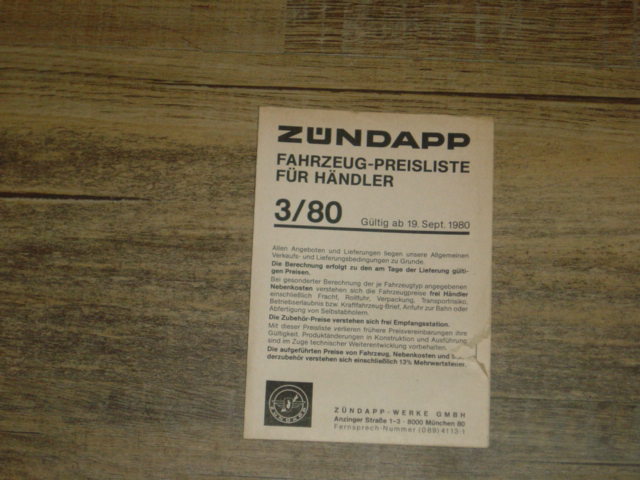 ZÜNDAPP
FAHRZEUG-PREISLISTE
FÜR HÄNDLER
3/80
Gültig ab 19. Sept. 1980
Allen Angeboten und Lieferungen liegen unsere Allgemeinen
Verkaufs- und Lieferungsbedingungen zu Grunde.
Die Berechnung erfolgt zu den am Tage der Lieferung gülti-
gen Preisen.
Bei gesonderter Berechnung der je Fahrzeugtyp angegebenen
Nebenkosten verstehen sich die Fahrzeugpreise frei Händler
einschließlich Fracht, Rollfuhr, Verpackung, Transportrisiko,
Betriebserlaubnis bzw. Kraftfahrzeug-Brief, Anfuhr zur Bahn oder
Abfertigung von Selbstabholern.
Die Zubehör-Preise verstehen sich frei Empfangsstation.
Mit dieser Preisliste verlieren frühere Preisvereinbarungen ihre
Gültigkeit. Produktänderungen in Konstruktion und Ausführung
sind im Zuge technischer Weiterentwicklung vorbehalten.
Die aufgeführten Preise von Fahrzeug, Nebenkosten und
derzubehör verstehen sich einschließlich 13% Mehrwertsteuer.
ZÜNDAPP
ZÜNDAPP-WERKE GMBH
Anzinger Straße 1-3 · 8000 München 80
Fernsprech-Nummer (089) 4113-1